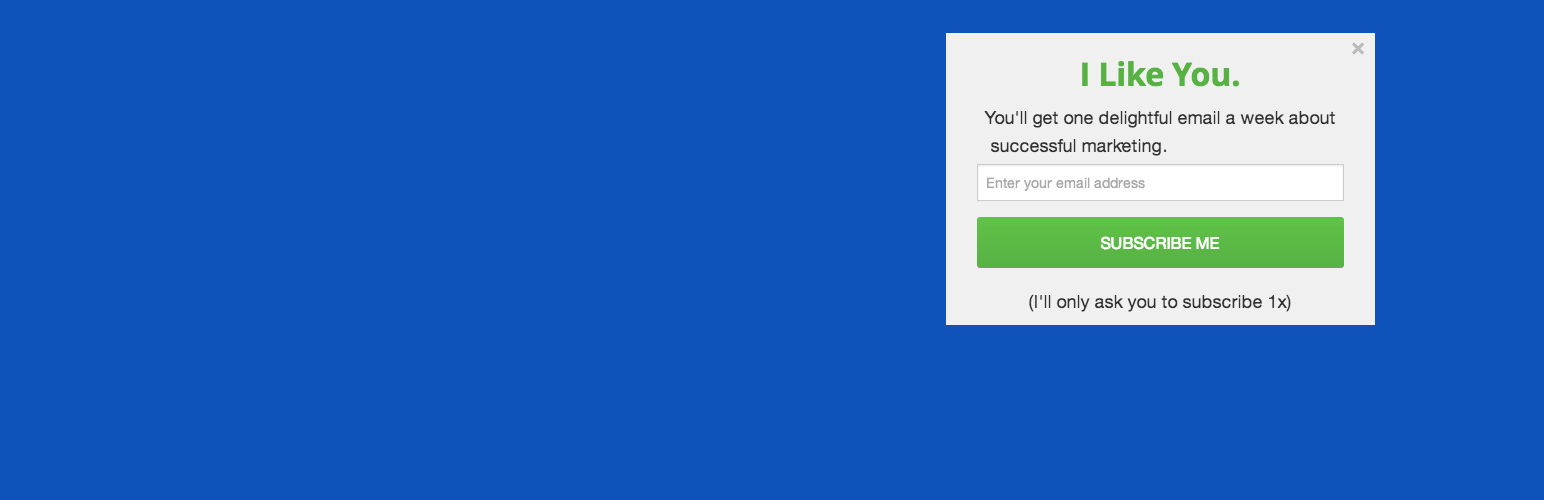 I Like You.
You'll get one delightful email a week about
successful marketing.
Enter your email address
SUBSCRIBE ME
(I'll only ask you to subscribe 1x)